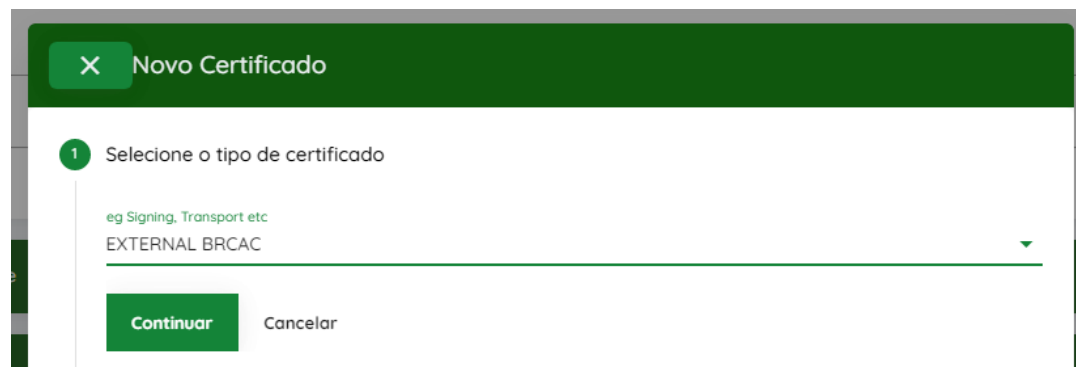 Novo Certificado
1
Selecione o tipo de certificado
eg Signing, Transport etc
EXTERNAL BRCAC
e
Continuar Cancelar